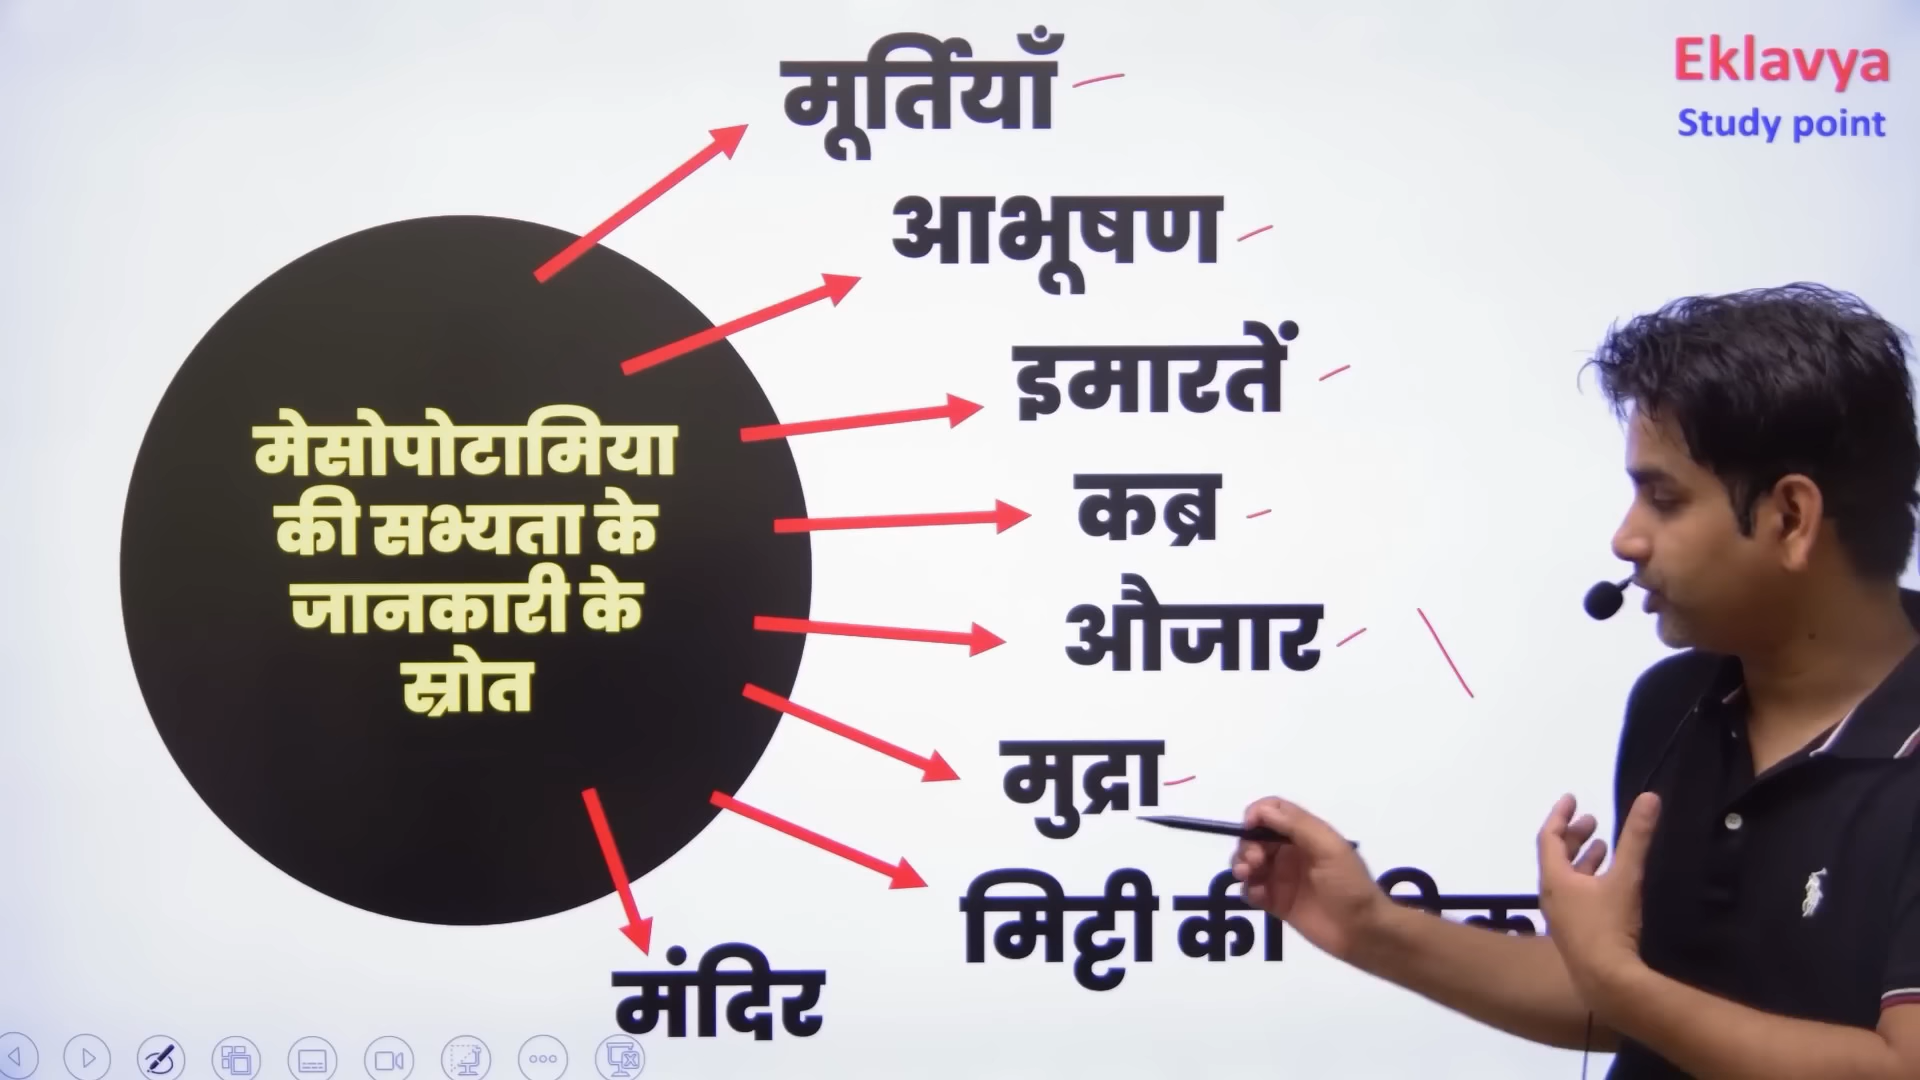 मूर्तियाँ
Eklavya
Study point
आभूषण
इमारतें
मेसोपोटामिया
की सभ्यता के
जानकारी के
स्रोत
कब्र
औजार
मुद्रा
मिट्टी की
मंदिर